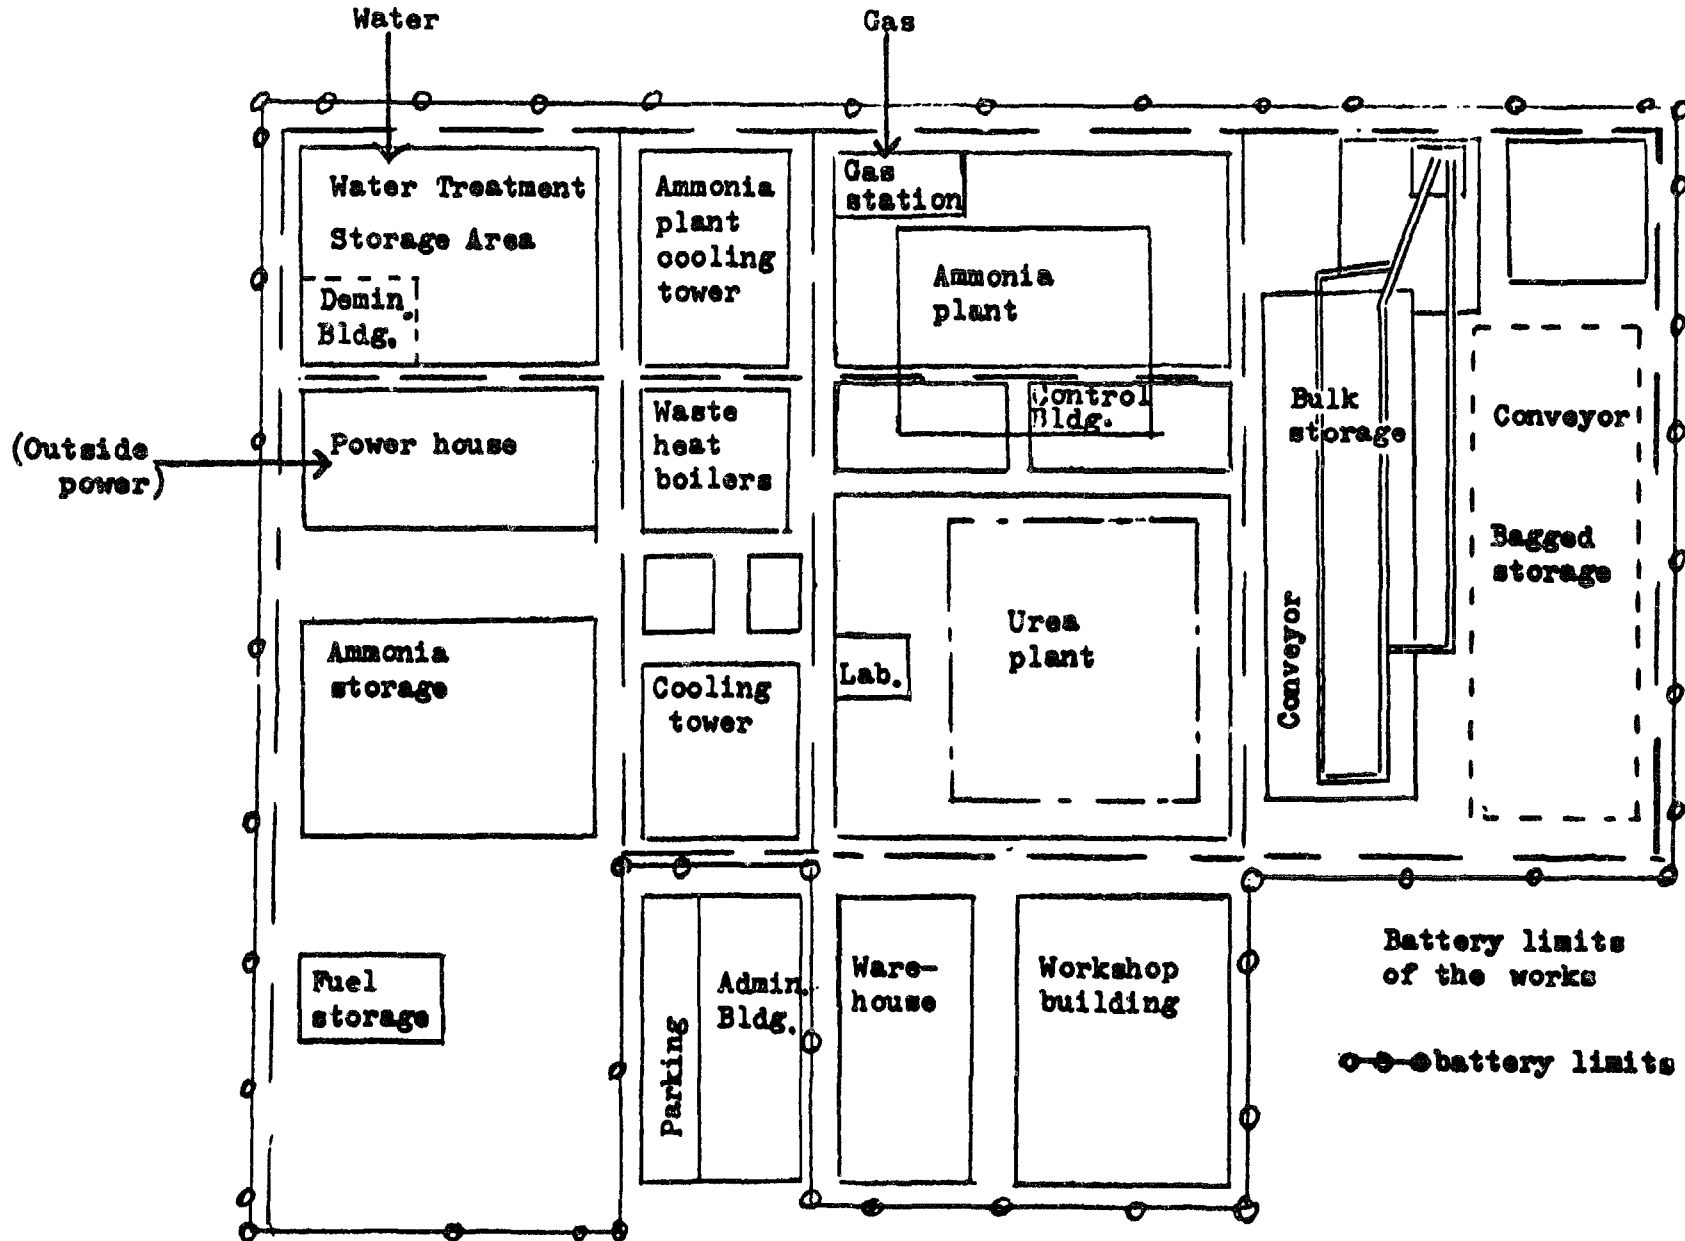 Water
Gas
Water Treatment
Storage Area
Demin.
Bldg.
Ammonia
plant
cooling
tower
Gas
station
Ammonia
plant
(Outside
power)
Power house
Waste
heat
boilers
Control
Bldg.
Bulk
storage
Conveyor
Conveyor
Bagged
storage
Ammonia
storage
Cooling
tower
Lab.
Urea
plant
Fuel
storage
Parking
Admin.
Bldg.
Ware-
house
Workshop
building
Battery limits
of the works
battery limits